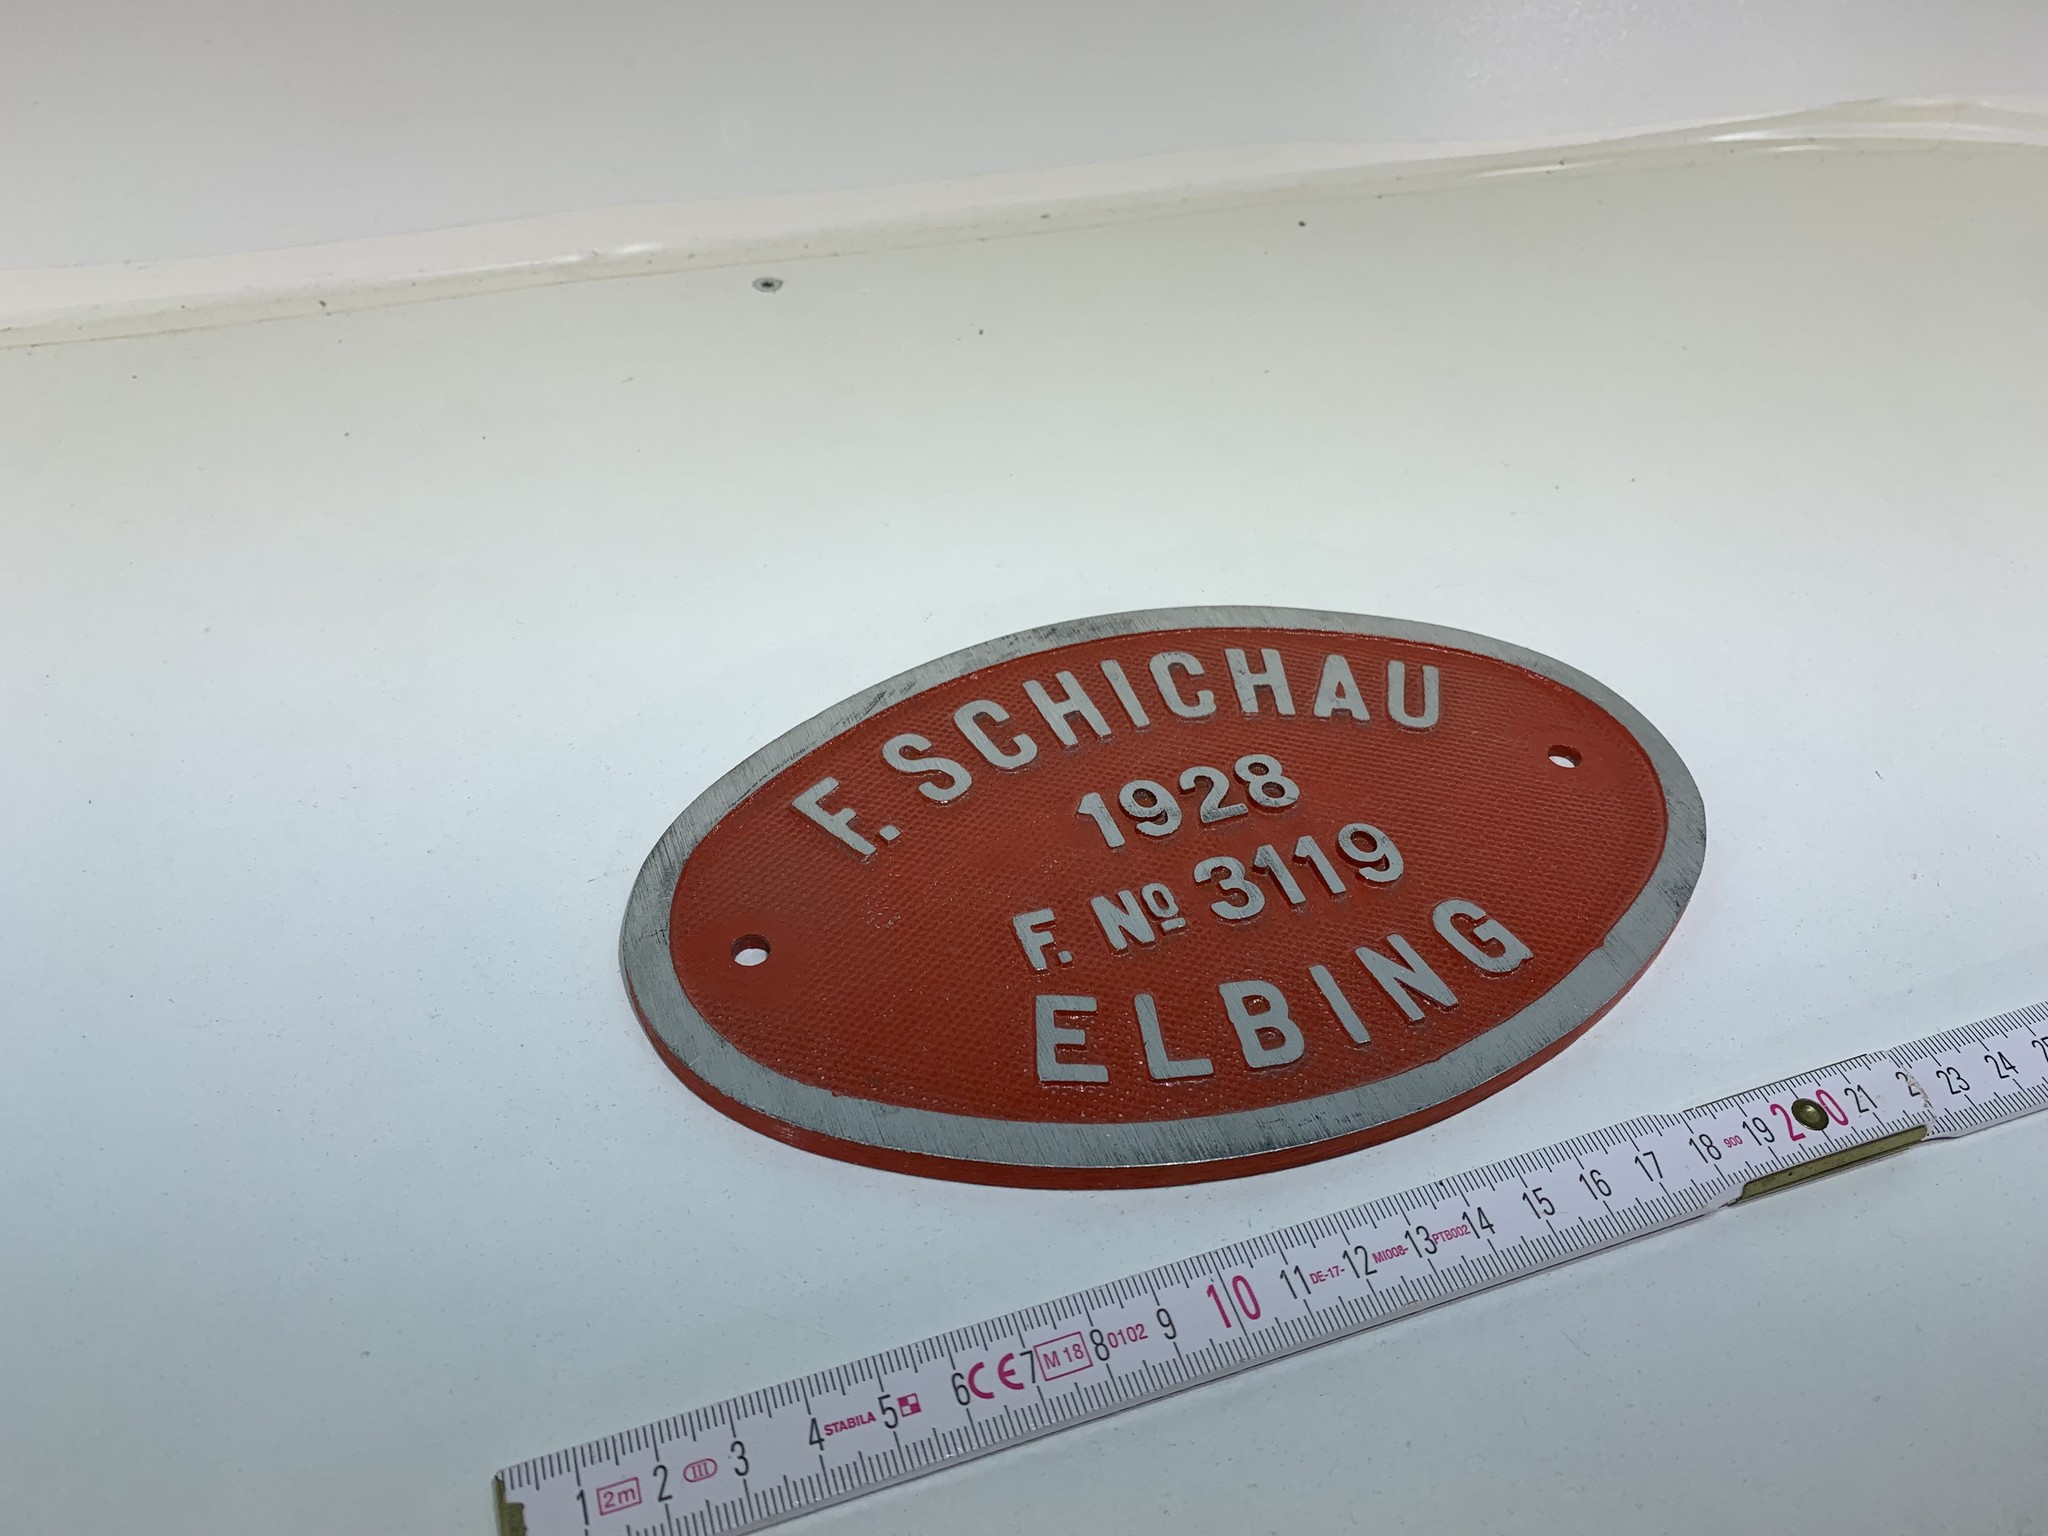 F. SCHICHAU
1928
F. Nº 3119
ELBING
1 2m 2 III 3 4 STABILA 5 6 CE 7 M 18 8 0102 9 10 11 DE-17- 12 MI008- 13 PTB002 14 15 16 17 18 900 19 20 21 23 24